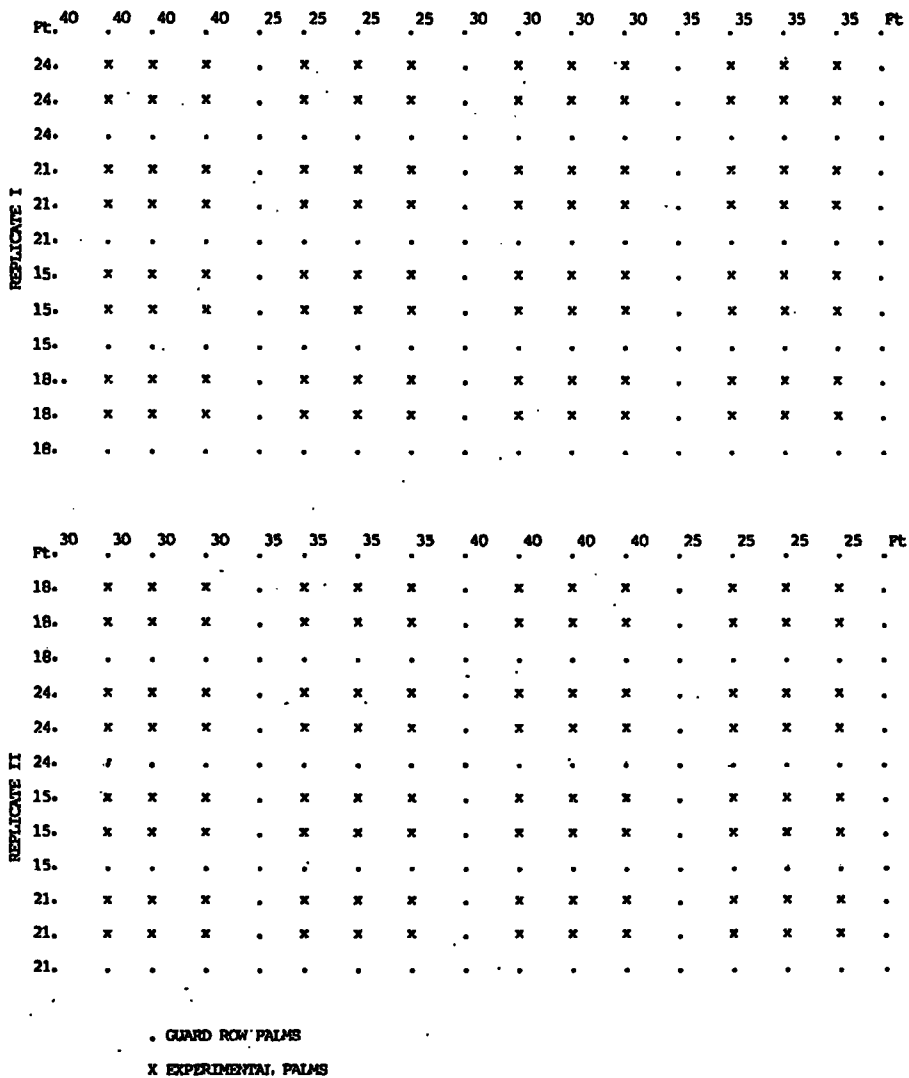 Pt. 40 40 40 40 25 25 25 25 30 30 30 30 35 35 35 35 Pt
24. x x x . x x x . x x x . x x x .
24. x x x . x x x . x x x . x x x .
24. . . . . . . . . . . . . . . .
21. x x x . x x x . x x x . x x x .
21. x x x . x x x . x x x . x x x .
21. . . . . . . . . . . . . . . .
15. x x x . x x x . x x x . x x x .
15. x x x . x x x . x x x . x x x .
15. . . . . . . . . . . . . . . .
18.. x x x . x x x . x x x . x x x .
18. x x x . x x x . x x x . x x x .
18. . . . . . . . . . . . . . . .
REPLICATE I
Pt. 30 30 30 30 35 35 35 35 40 40 40 40 25 25 25 25 Pt
18. x x x . x x x . x x x . x x x .
18. x x x . x x x . x x x . x x x .
18. . . . . . . . . . . . . . . .
24. x x x . x x x . x x x . x x x .
24. x x x . x x x . x x x . x x x .
24. . . . . . . . . . . . . . . .
15. x x x . x x x . x x x . x x x .
15. x x x . x x x . x x x . x x x .
15. . . . . . . . . . . . . . . .
21. x x x . x x x . x x x . x x x .
21. x x x . x x x . x x x . x x x .
21. . . . . . . . . . . . . . . .
REPLICATE II
. GUARD ROW PALMS
X EXPERIMENTAL PALMS